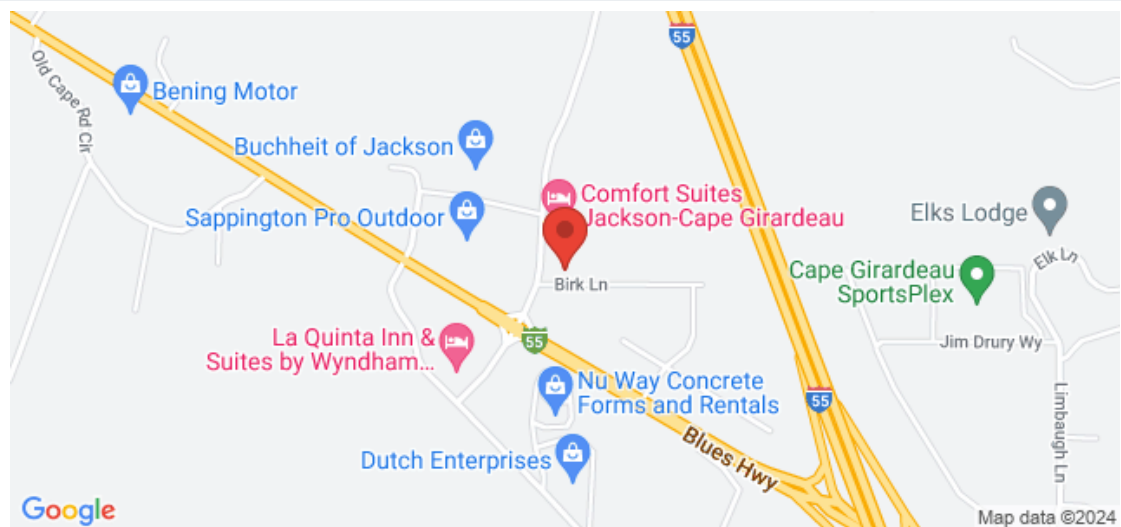 55
Old Cape Rd Cir
Bening Motor
Buchheit of Jackson
Comfort Suites
Jackson-Cape Girardeau
Sappington Pro Outdoor
Elks Lodge
Elk Ln
Cape Girardeau
SportsPlex
Birk Ln
La Quinta Inn &
Suites by Wyndham...
55
Jim Drury Wy
Nu Way Concrete
Forms and Rentals
55
Limbaugh Ln
Blues Hwy
Dutch Enterprises
Google
Map data ©2024